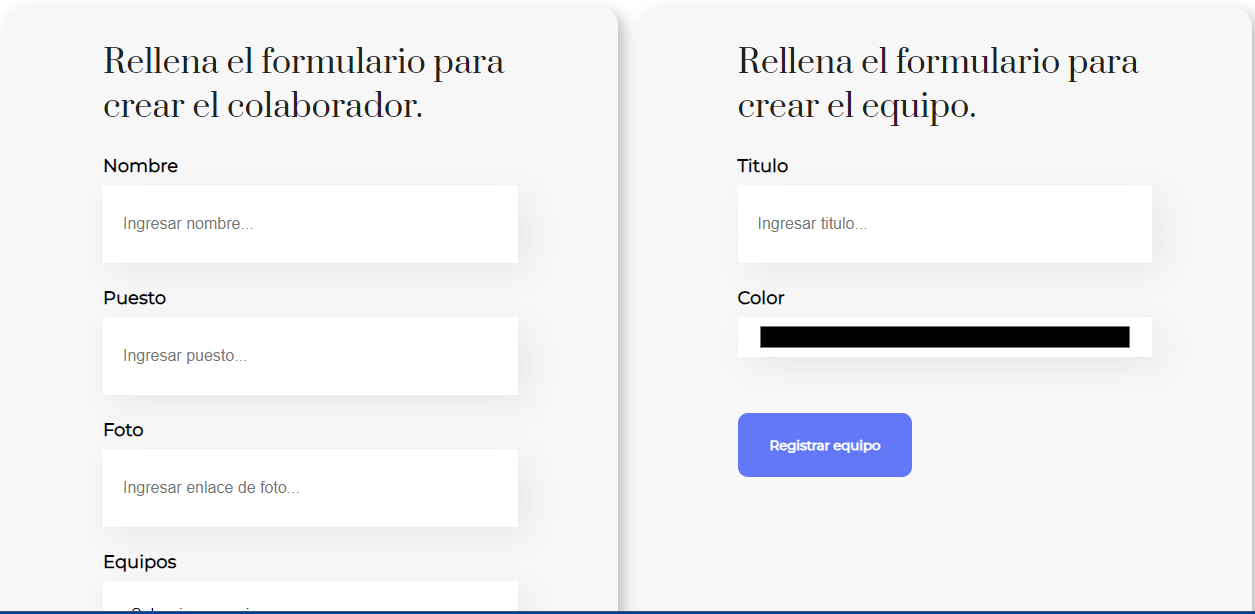 Rellena el formulario para
crear el colaborador.
Nombre
Ingresar nombre...
Puesto
Ingresar puesto...
Foto
Ingresar enlace de foto...
Equipos
Rellena el formulario para
crear el equipo.
Titulo
Ingresar titulo...
Color
Registrar equipo